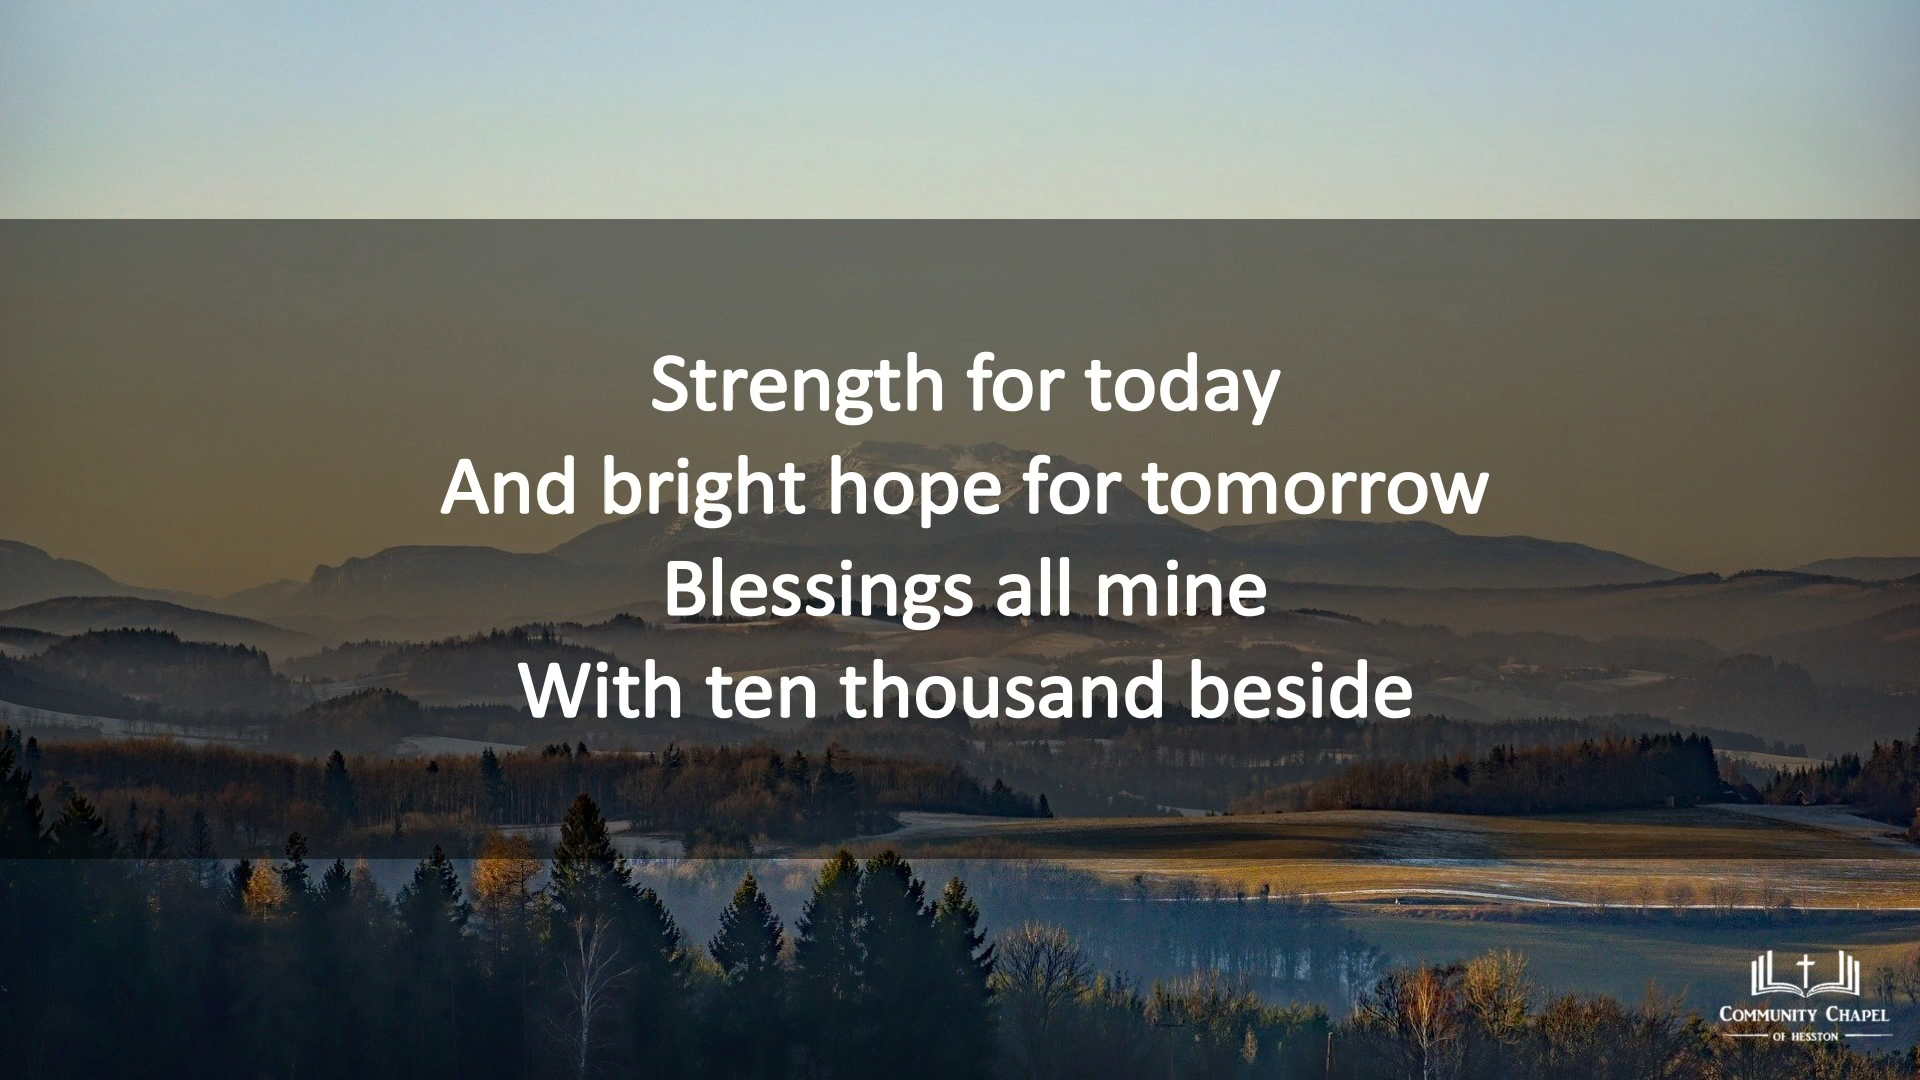 Strength for today
And bright hope for tomorrow
Blessings all mine
With ten thousand beside
COMMUNITY CHAPEL
OF HESSTON